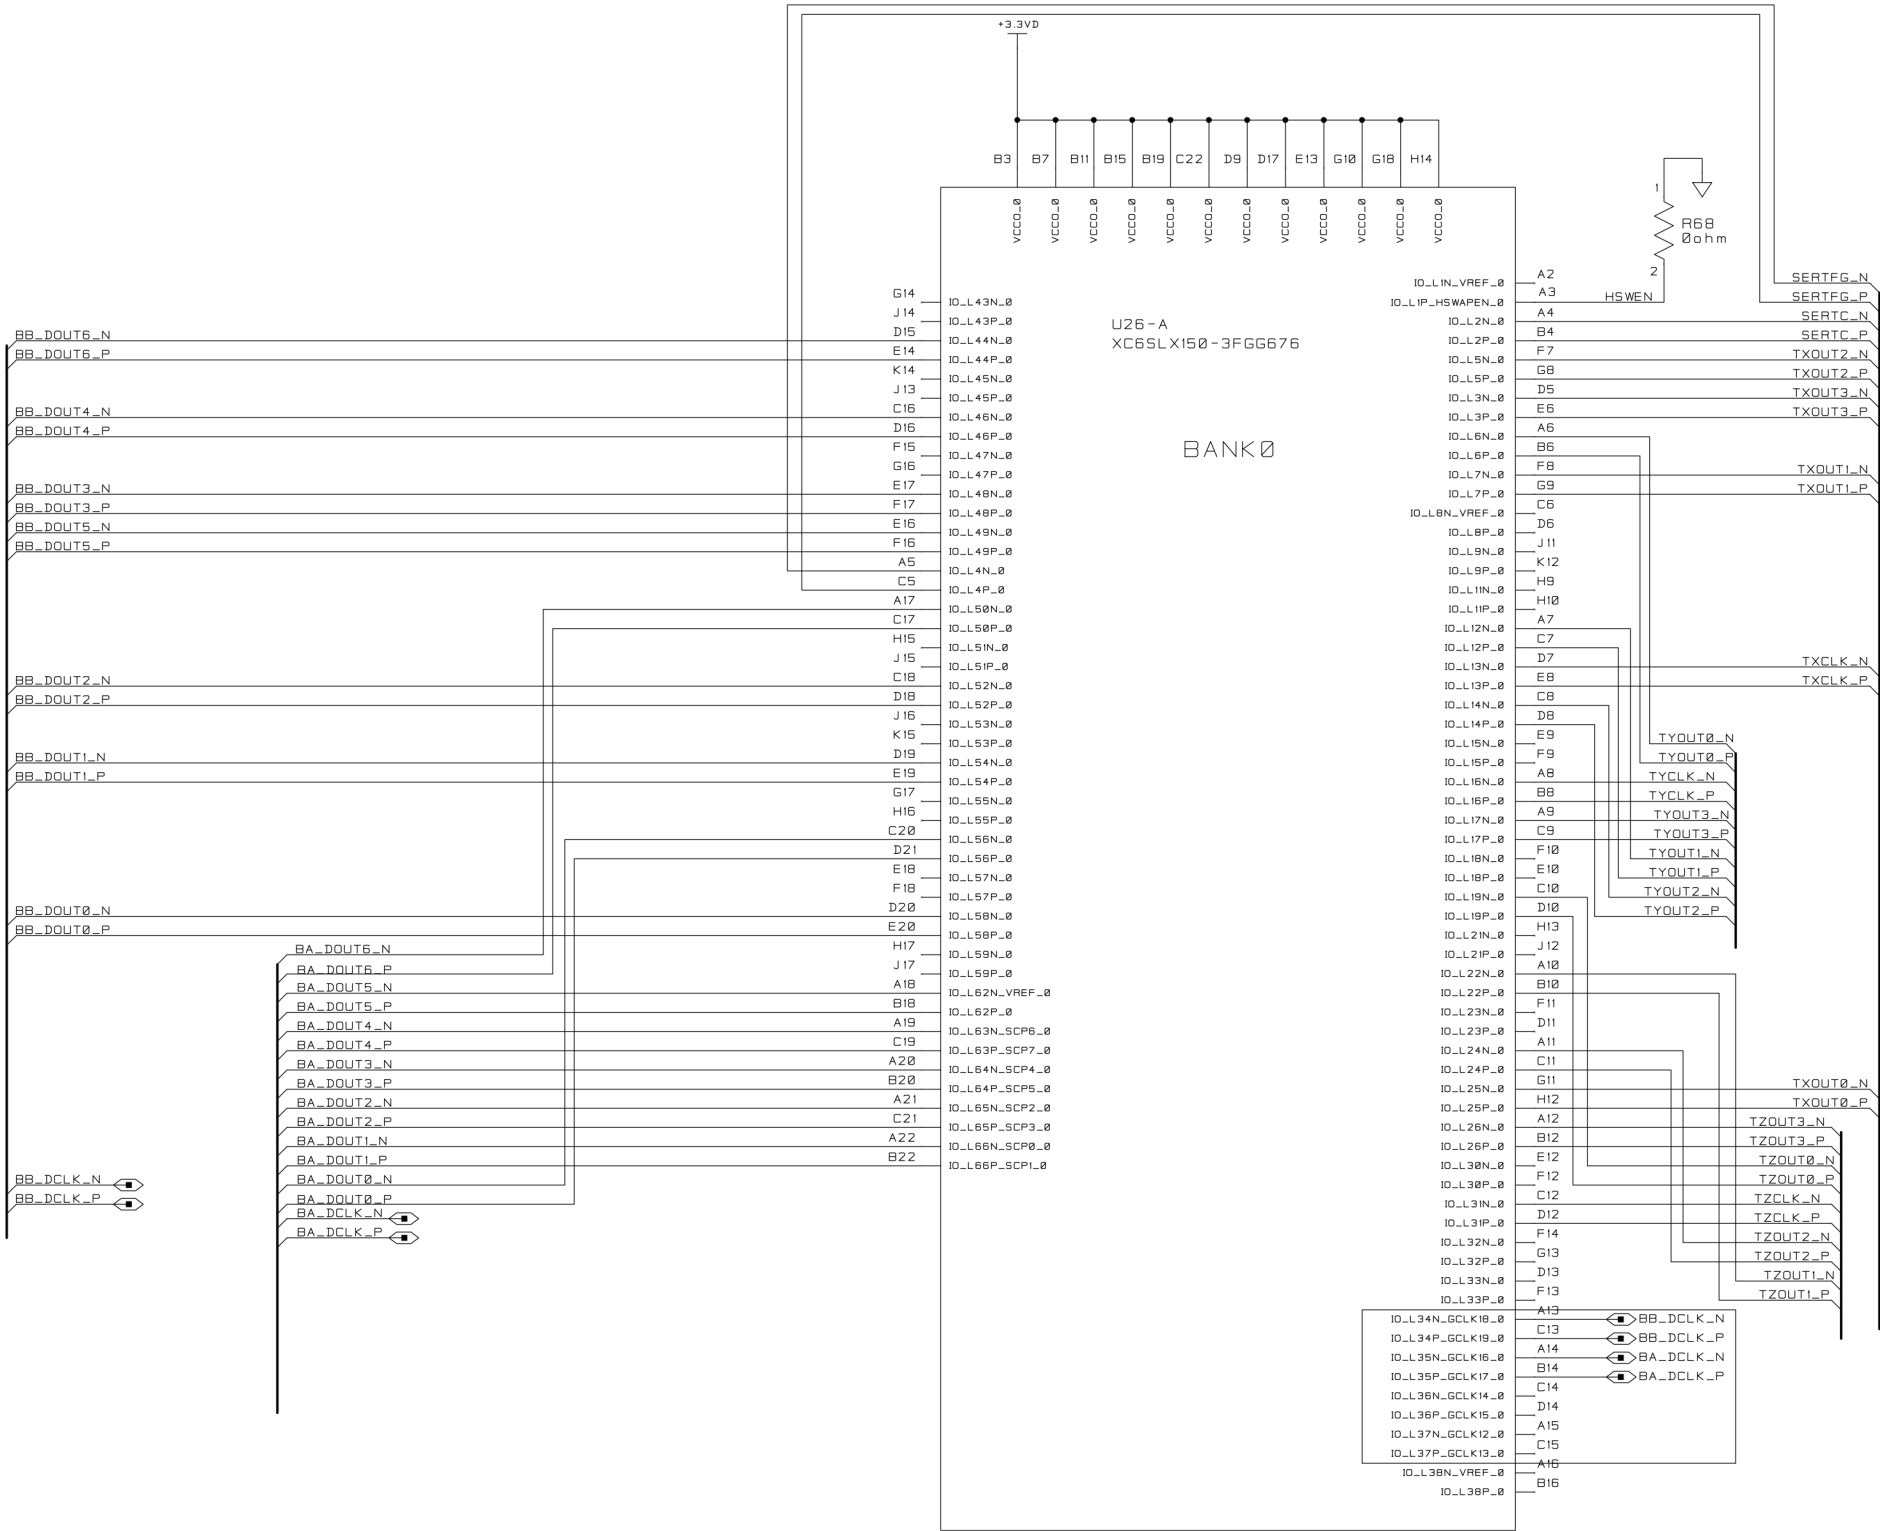 +3.3VD
B3 B7 B11 B15 B19 C22 D9 D17 E13 G10 G18 H14
VCCO_0 VCCO_0 VCCO_0 VCCO_0 VCCO_0 VCCO_0 VCCO_0 VCCO_0 VCCO_0 VCCO_0 VCCO_0 VCCO_0
1
R68
0ohm
2
HSWEN
U26-A
XC6SLX150-3FGG676
BANK0
G14 IO_L43N_0
J14 IO_L43P_0
BB_DOUT6_N D15 IO_L44N_0
BB_DOUT6_P E14 IO_L44P_0
K14 IO_L45N_0
J13 IO_L45P_0
BB_DOUT4_N C16 IO_L46N_0
BB_DOUT4_P D16 IO_L46P_0
F15 IO_L47N_0
G16 IO_L47P_0
BB_DOUT3_N E17 IO_L48N_0
BB_DOUT3_P F17 IO_L48P_0
BB_DOUT5_N E16 IO_L49N_0
BB_DOUT5_P F16 IO_L49P_0
A5 IO_L4N_0
C5 IO_L4P_0
A17 IO_L50N_0
C17 IO_L50P_0
H15 IO_L51N_0
J15 IO_L51P_0
BB_DOUT2_N C18 IO_L52N_0
BB_DOUT2_P D18 IO_L52P_0
J16 IO_L53N_0
K15 IO_L53P_0
BB_DOUT1_N D19 IO_L54N_0
BB_DOUT1_P E19 IO_L54P_0
G17 IO_L55N_0
H16 IO_L55P_0
C20 IO_L56N_0
D21 IO_L56P_0
E18 IO_L57N_0
F18 IO_L57P_0
BB_DOUT0_N D20 IO_L58N_0
BB_DOUT0_P E20 IO_L58P_0
BA_DOUT6_N H17 IO_L59N_0
BA_DOUT6_P J17 IO_L59P_0
BA_DOUT5_N A18 IO_L62N_VREF_0
BA_DOUT5_P B18 IO_L62P_0
BA_DOUT4_N A19 IO_L63N_SCP6_0
BA_DOUT4_P C19 IO_L63P_SCP7_0
BA_DOUT3_N A20 IO_L64N_SCP4_0
BA_DOUT3_P B20 IO_L64P_SCP5_0
BA_DOUT2_N A21 IO_L65N_SCP2_0
BA_DOUT2_P C21 IO_L65P_SCP3_0
BA_DOUT1_N A22 IO_L66N_SCP0_0
BA_DOUT1_P B22 IO_L66P_SCP1_0
BB_DCLK_N BA_DOUT0_N
BB_DCLK_P BA_DOUT0_P
BA_DCLK_N
BA_DCLK_P
IO_L1N_VREF_0 A2 SERTFG_N
IO_L1P_HSWAPEN_0 A3 SERTFG_P
IO_L2N_0 A4 SERTC_N
IO_L2P_0 B4 SERTC_P
IO_L5N_0 F7 TXOUT2_N
IO_L5P_0 G8 TXOUT2_P
IO_L3N_0 D5 TXOUT3_N
IO_L3P_0 E6 TXOUT3_P
IO_L6N_0 A6
IO_L6P_0 B6
IO_L7N_0 F8 TXOUT1_N
IO_L7P_0 G9 TXOUT1_P
IO_L8N_VREF_0 C6
IO_L8P_0 D6
IO_L9N_0 J11
IO_L9P_0 K12
IO_L11N_0 H9
IO_L11P_0 H10
IO_L12N_0 A7
IO_L12P_0 C7
IO_L13N_0 D7 TXCLK_N
IO_L13P_0 E8 TXCLK_P
IO_L14N_0 C8
IO_L14P_0 D8
IO_L15N_0 E9 TYOUT0_N
IO_L15P_0 F9 TYOUT0_P
IO_L16N_0 A8 TYCLK_N
IO_L16P_0 B8 TYCLK_P
IO_L17N_0 A9 TYOUT3_N
IO_L17P_0 C9 TYOUT3_P
IO_L18N_0 F10 TYOUT1_N
IO_L18P_0 E10 TYOUT1_P
IO_L19N_0 C10 TYOUT2_N
IO_L19P_0 D10 TYOUT2_P
IO_L21N_0 H13
IO_L21P_0 J12
IO_L22N_0 A10
IO_L22P_0 B10
IO_L23N_0 F11
IO_L23P_0 D11
IO_L24N_0 A11
IO_L24P_0 C11
IO_L25N_0 G11 TXOUT0_N
IO_L25P_0 H12 TXOUT0_P
IO_L26N_0 A12 TZOUT3_N
IO_L26P_0 B12 TZOUT3_P
IO_L30N_0 E12 TZOUT0_N
IO_L30P_0 F12 TZOUT0_P
IO_L31N_0 C12 TZCLK_N
IO_L31P_0 D12 TZCLK_P
IO_L32N_0 F14 TZOUT2_N
IO_L32P_0 G13 TZOUT2_P
IO_L33N_0 D13 TZOUT1_N
IO_L33P_0 F13 TZOUT1_P
IO_L34N_GCLK18_0 A13 BB_DCLK_N
IO_L34P_GCLK19_0 C13 BB_DCLK_P
IO_L35N_GCLK16_0 A14 BA_DCLK_N
IO_L35P_GCLK17_0 B14 BA_DCLK_P
IO_L36N_GCLK14_0 C14
IO_L36P_GCLK15_0 D14
IO_L37N_GCLK12_0 A15
IO_L37P_GCLK13_0 C15
IO_L38N_VREF_0 A16
IO_L38P_0 B16